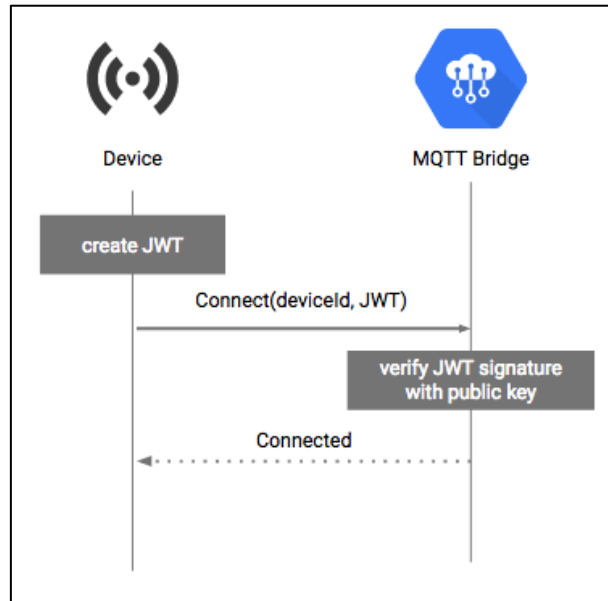 Device
MQTT Bridge
create JWT
Connect(deviceId, JWT)
verify JWT signature
with public key
Connected